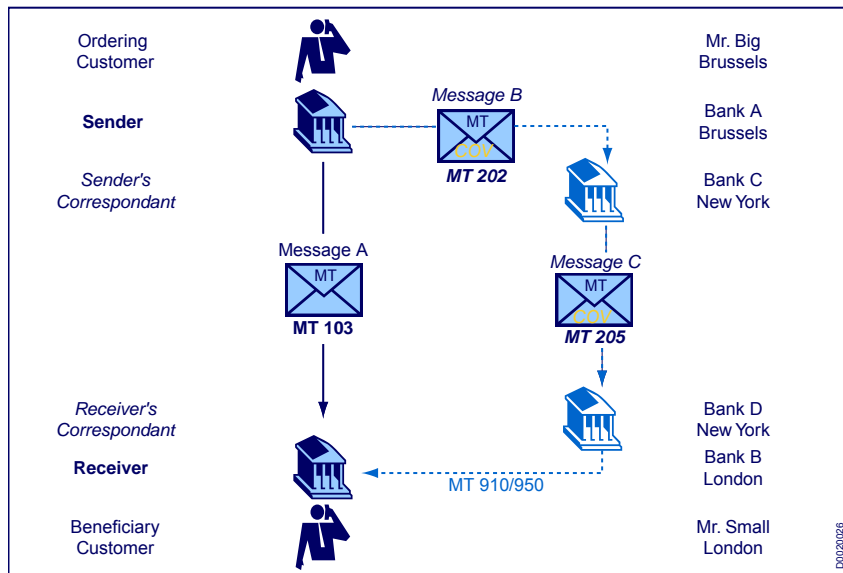 Ordering
Customer
Mr. Big
Brussels
Message B
Sender
MT
COV
Bank A
Brussels
MT 202
Sender's
Correspondant
Bank C
New York
Message A
MT
MT 103
Message C
MT
COV
MT 205
Receiver's
Correspondant
Bank D
New York
Receiver
Bank B
London
MT 910/950
Beneficiary
Customer
Mr. Small
London
D0020026